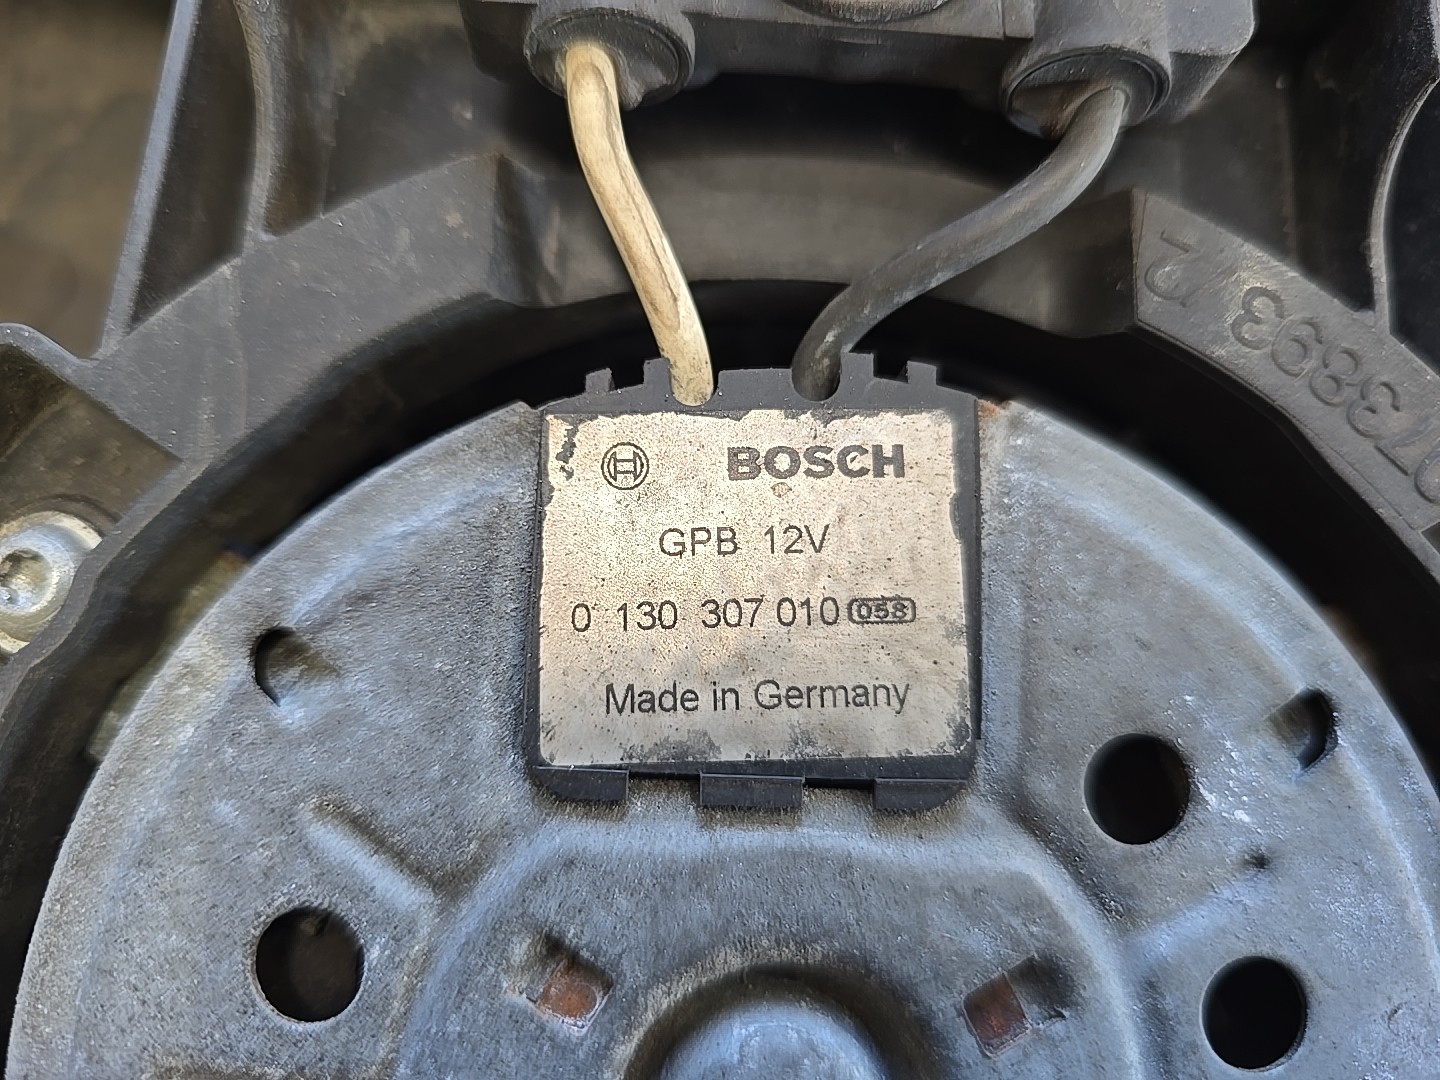 BOSCH
GPB 12V
0 130 307 010 058
Made in Germany